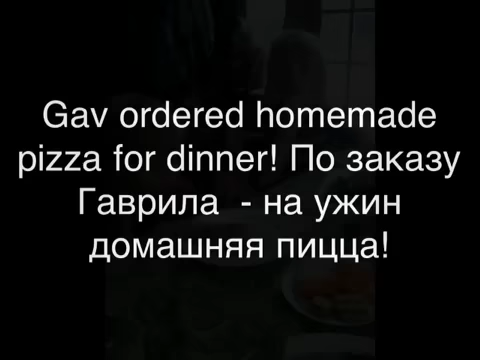 Gav ordered homemade
pizza for dinner! По заказу
Гаврила  - на ужин
домашняя пицца!